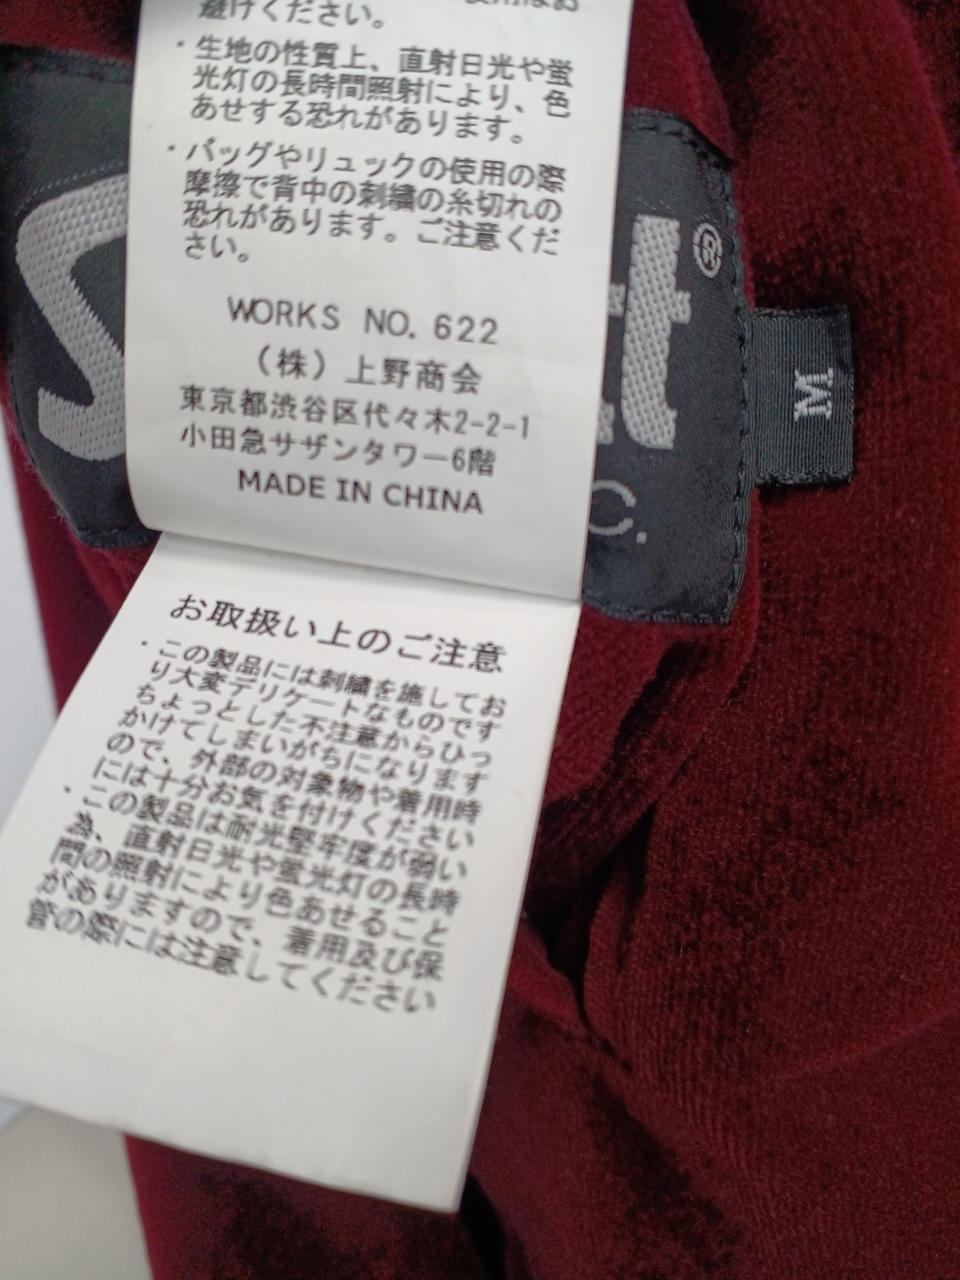 避けください。
・生地の性質上、直射日光や蛍
光灯の長時間照射により、色
あせする恐れがあります。
・バッグやリュックの使用の際
摩擦で背中の刺繍の糸切れの
恐れがあります。ご注意くだ
さい。
WORKS NO. 622
（株）上野商会
東京都渋谷区代々木2-2-1
小田急サザンタワー6階
MADE IN CHINA
S
t®
C.
M
お取扱い上のご注意
・この製品には刺繍を施してお
り大変デリケートなものです
ちょっとした不注意からひっ
かけてしまいがちになります
ので、外部の対象物や着用時
には十分お気を付けください
・この製品は耐光堅牢度が弱い
為、直射日光や蛍光灯の長時
間の照射により色あせること
がありますので、着用及び保
管の際には注意してください